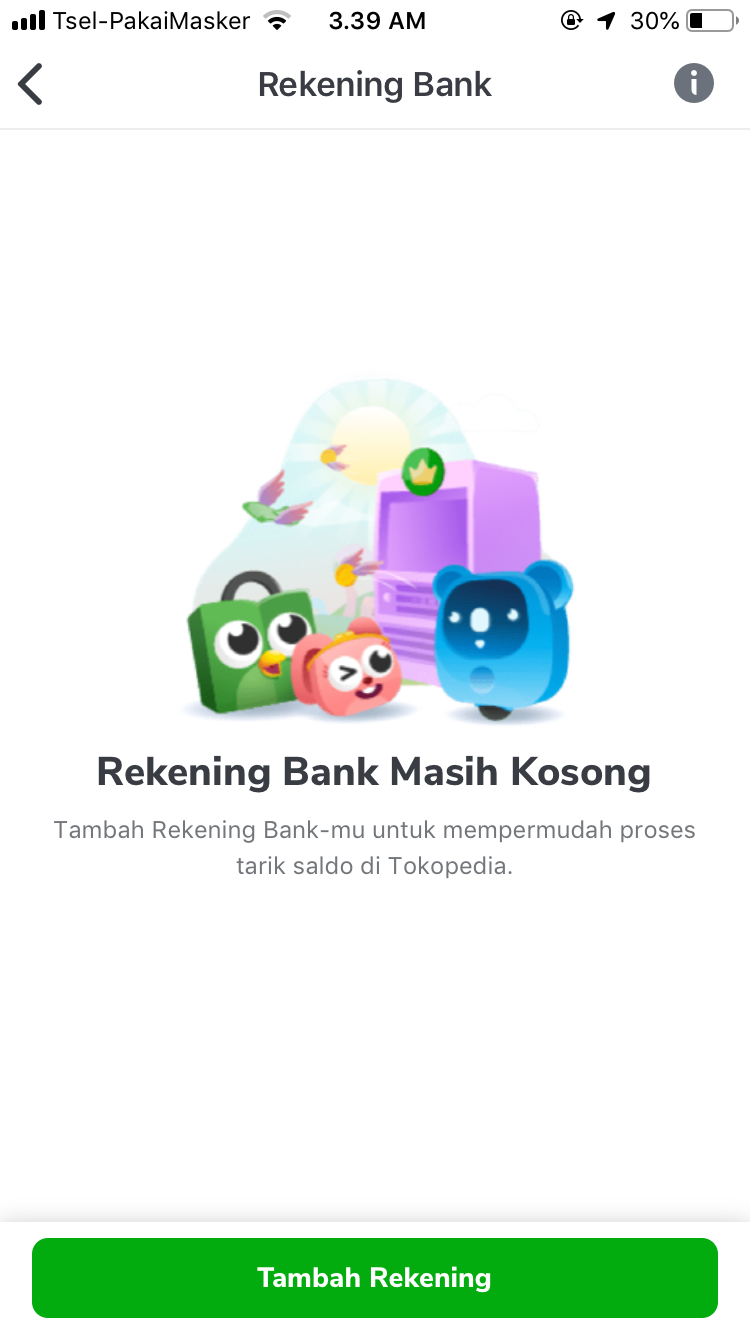 Tsel-PakaiMasker 3.39 AM 30%
Rekening Bank
Rekening Bank Masih Kosong
Tambah Rekening Bank-mu untuk mempermudah proses
tarik saldo di Tokopedia.
Tambah Rekening